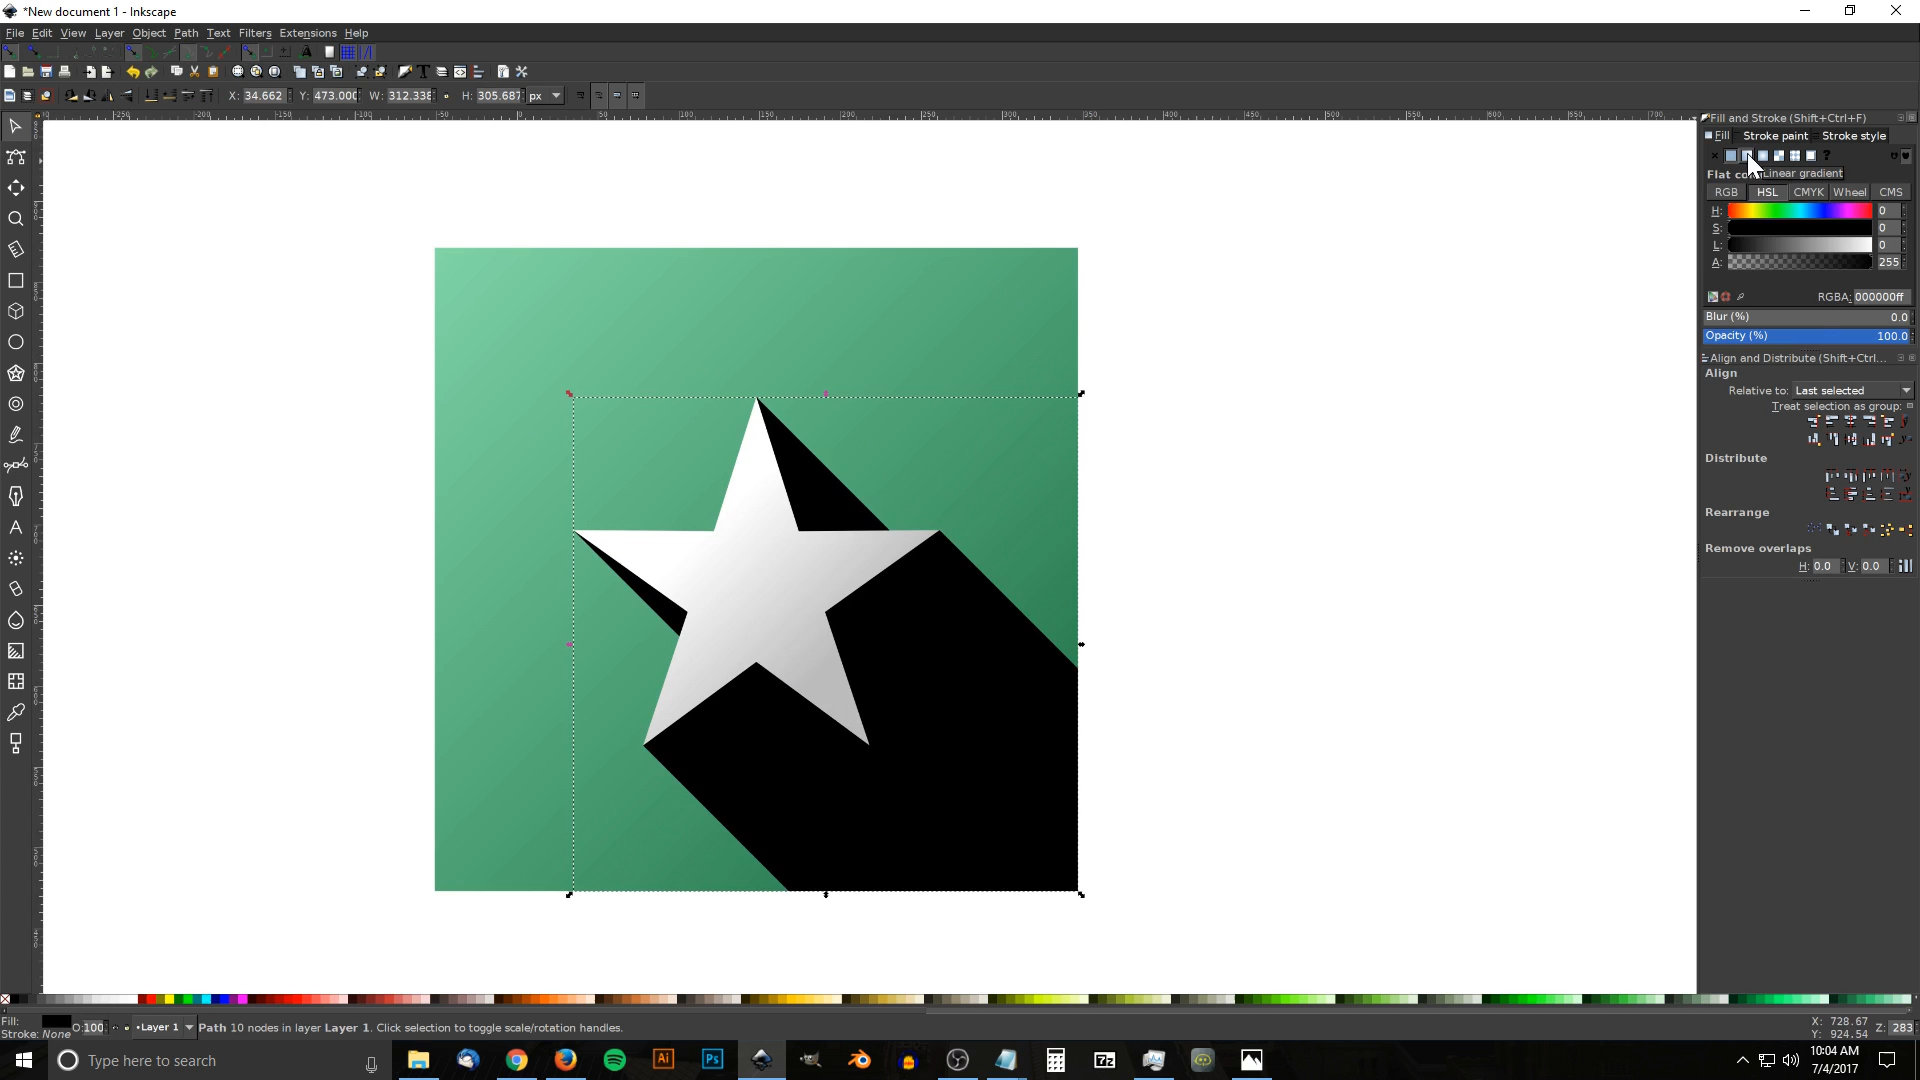 *New document 1 - Inkscape
File Edit View Layer Object Path Text Filters Extensions Help
X: 34.662 Y: 473.000 W: 312.338 H: 305.687 px
Fill and Stroke (Shift+Ctrl+F)
Fill Stroke paint Stroke style
?
Flat co Linear gradient
RGB HSL CMYK Wheel CMS
H: 0
S: 0
L: 0
A: 255
RGBA: 000000ff
Blur (%) 0.0
Opacity (%) 100.0
Align and Distribute (Shift+Ctrl...
Align
Relative to: Last selected
Treat selection as group:
Distribute
Rearrange
Remove overlaps
H: 0.0 V: 0.0
Fill:
Stroke: None O:100 •Layer 1 Path 10 nodes in layer Layer 1. Click selection to toggle scale/rotation handles.
X: 728.67
Y: 924.54 Z: 283
Type here to search
Ai Ps 7z
10:04 AM
7/4/2017